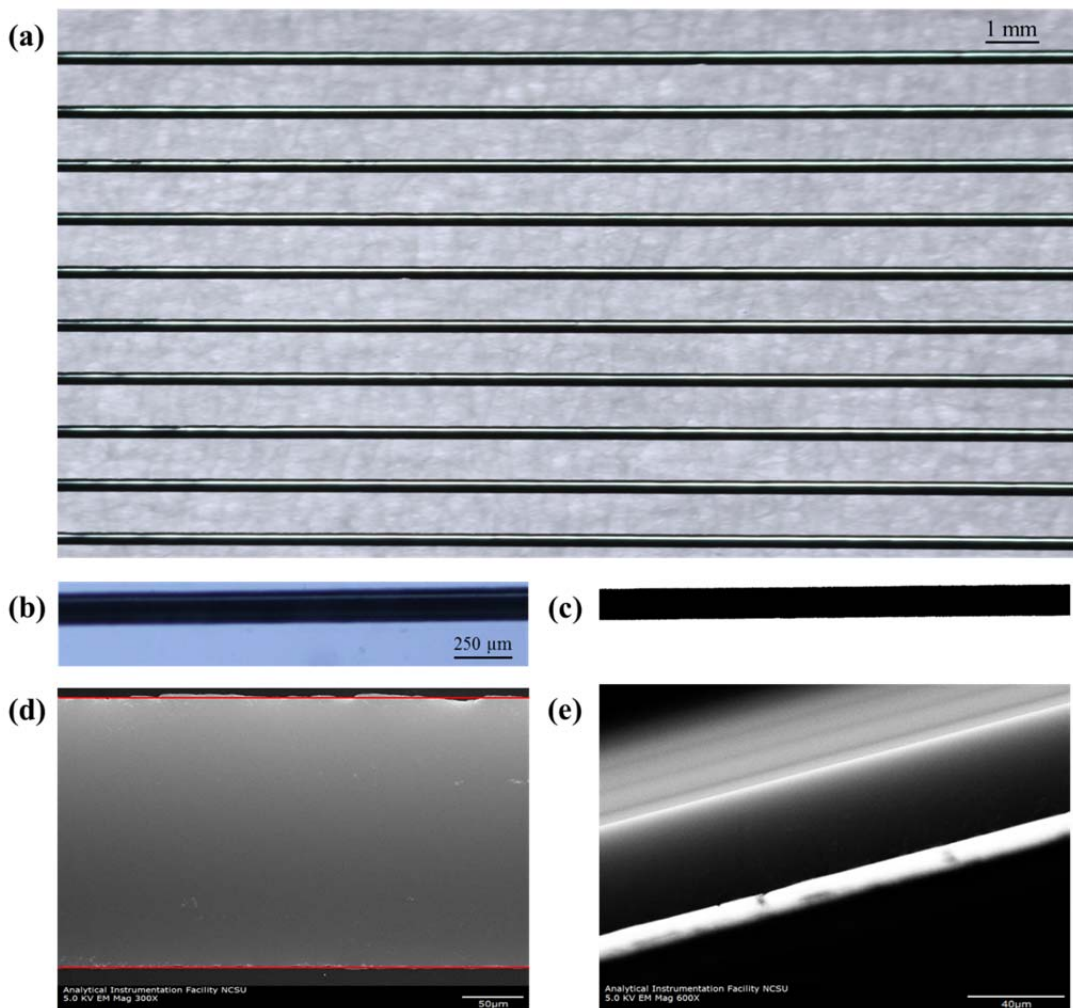 (a)
1 mm
(b)
250 µm
(c)
(d)
Analytical Instrumentation Facility NCSU
5.0 KV EM Mag 300X
50µm
(e)
Analytical Instrumentation Facility NCSU
5.0 KV EM Mag 600X
40µm